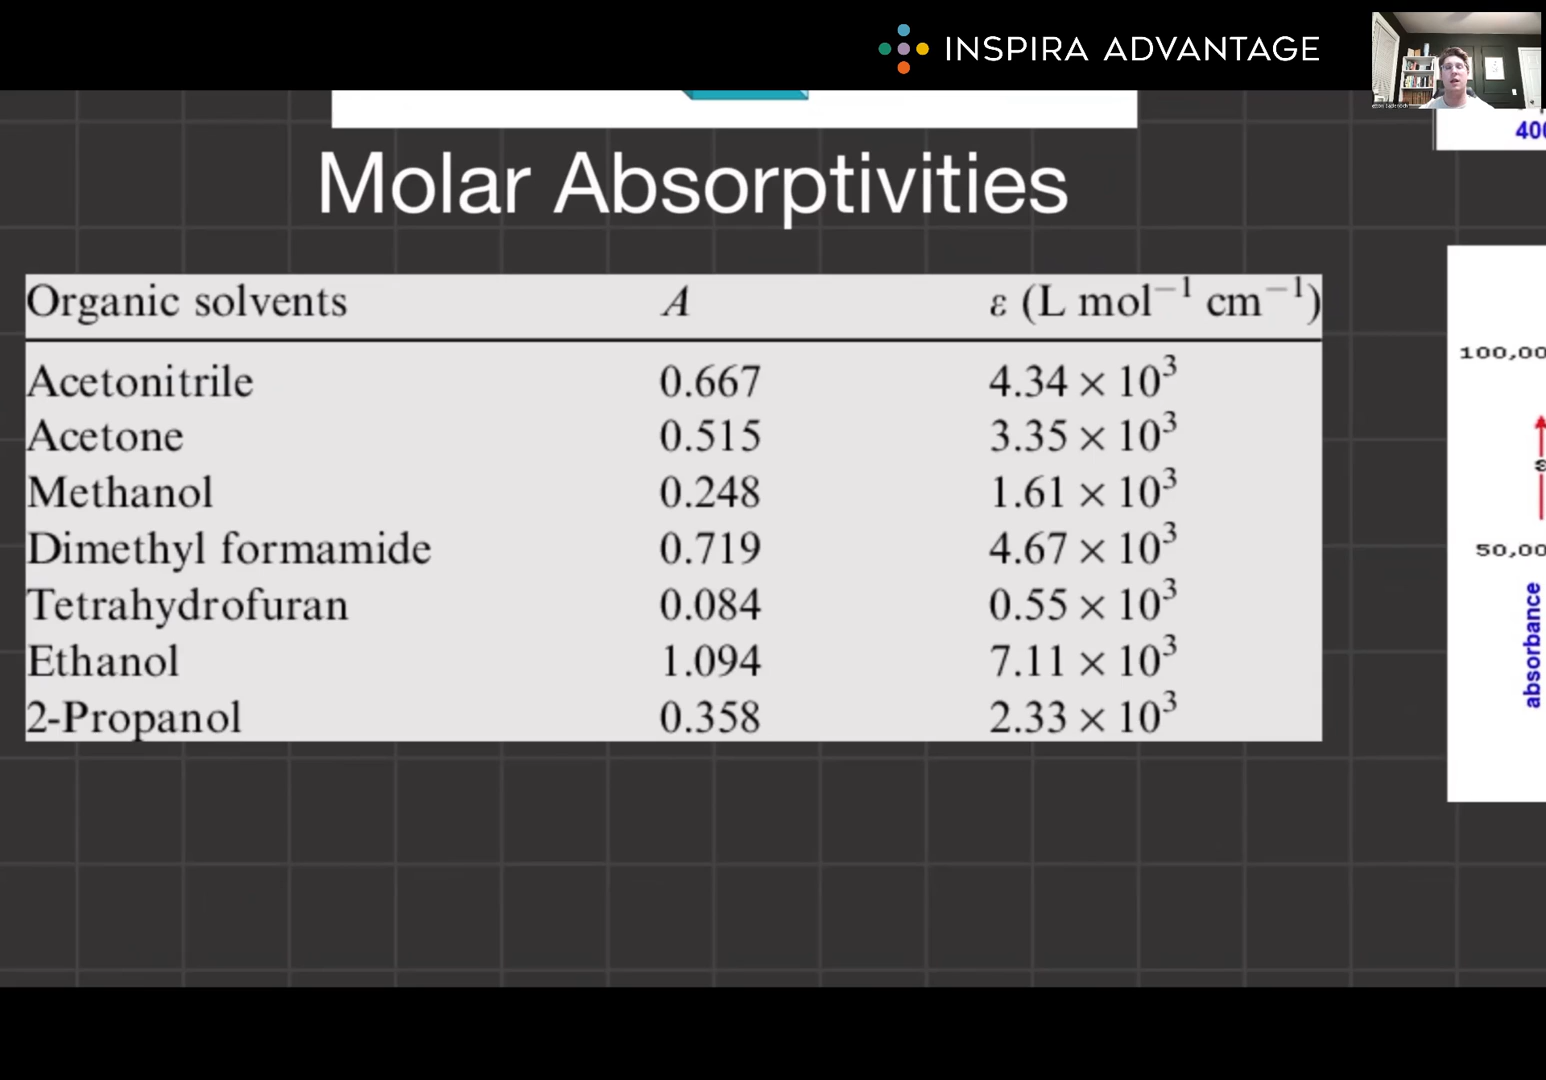 INSPIRA ADVANTAGE
400
Molar Absorptivities
Organic solvents A ε (L mol⁻¹ cm⁻¹)
Acetonitrile 0.667 4.34 × 10³
Acetone 0.515 3.35 × 10³
Methanol 0.248 1.61 × 10³
Dimethyl formamide 0.719 4.67 × 10³
Tetrahydrofuran 0.084 0.55 × 10³
Ethanol 1.094 7.11 × 10³
2-Propanol 0.358 2.33 × 10³
100,00
50,00
absorbance